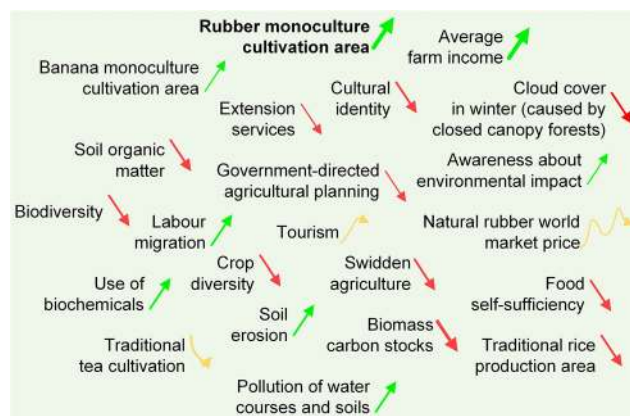 Rubber monoculture
cultivation area
Average
farm income
Banana monoculture
cultivation area
Cultural
identity
Cloud cover
in winter (caused by
closed canopy forests)
Extension
services
Soil organic
matter
Government-directed
agricultural planning
Awareness about
environmental impact
Biodiversity
Labour
migration
Tourism
Natural rubber world
market price
Crop
diversity
Swidden
agriculture
Use of
biochemicals
Food
self-sufficiency
Soil
erosion
Biomass
carbon stocks
Traditional
tea cultivation
Traditional rice
production area
Pollution of water
courses and soils